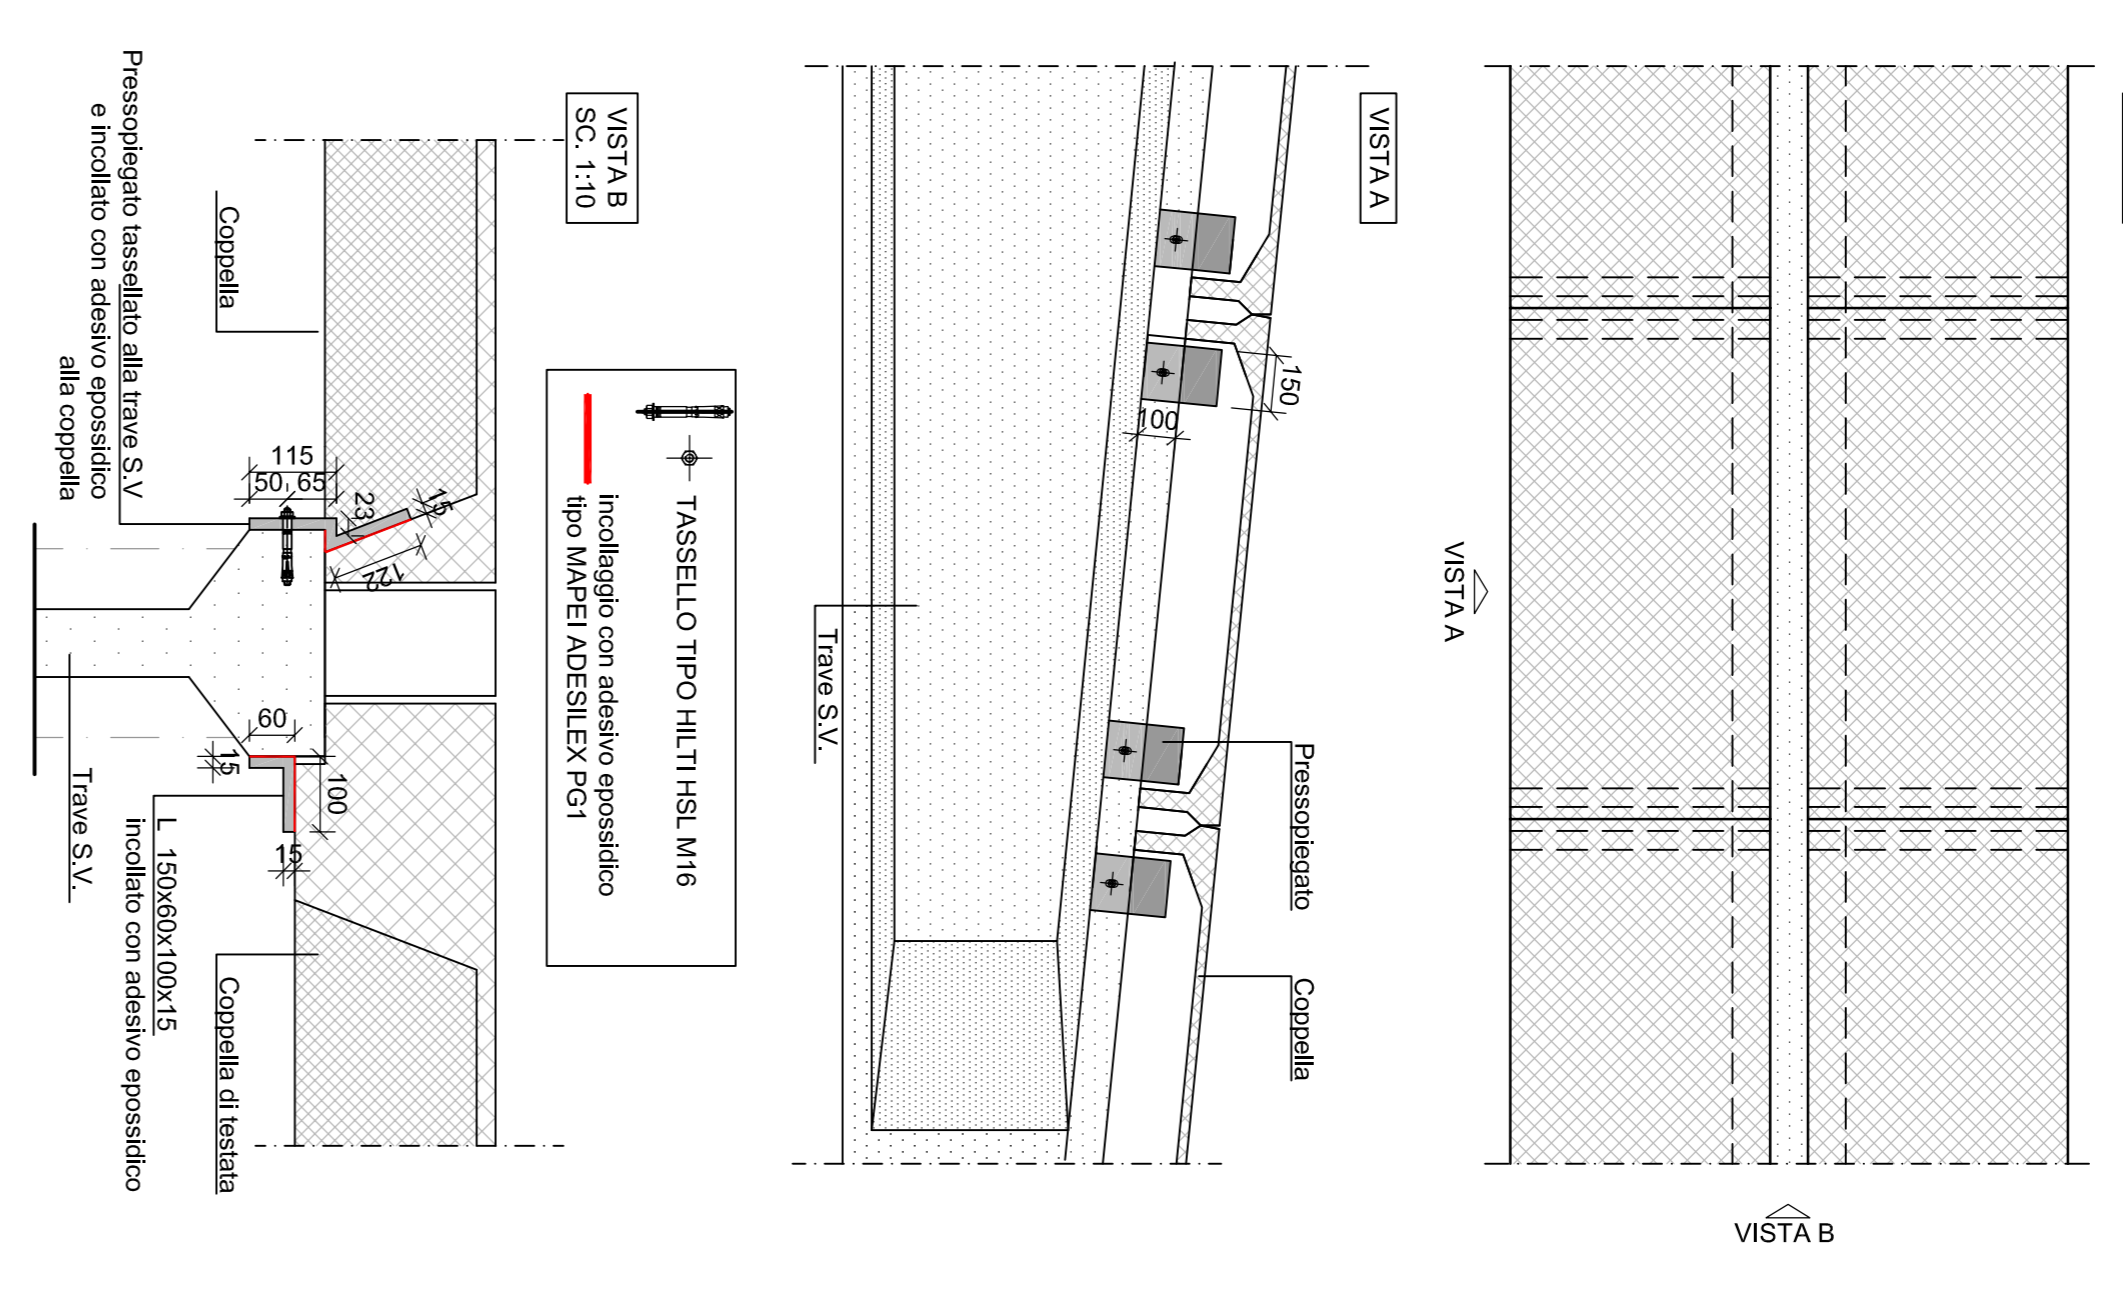 VISTA B
SC. 1:10
Pressopiegato tassellato alla trave S.V
e incollato con adesivo epossidico
alla coppella
Coppella
115
50
65
23
15
122
60
15
100
15
Trave S.V.
L 150x60x100x15
incollato con adesivo epossidico
Coppella di testata
TASSELLO TIPO HILTI HSL M16
incollaggio con adesivo epossidico
tipo MAPEI ADESILEX PG1
VISTA A
150
100
Trave S.V.
Pressopiegato
Coppella
VISTA A
VISTA B